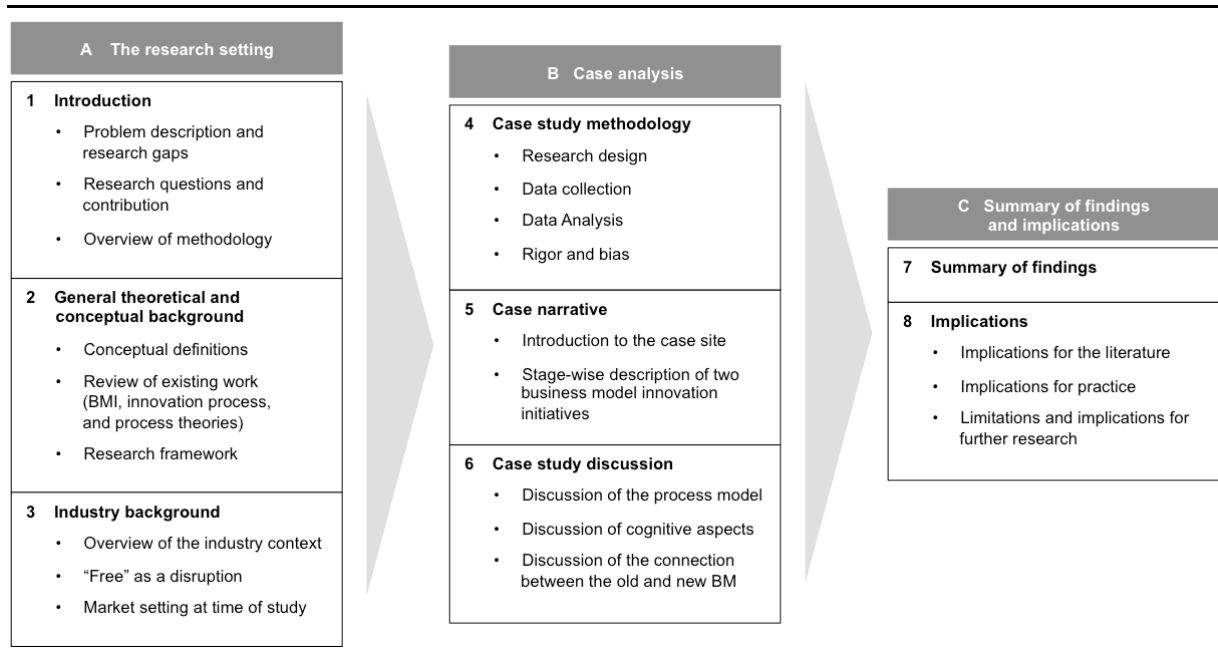 A The research setting
1 Introduction
• Problem description and
research gaps
• Research questions and
contribution
• Overview of methodology
2 General theoretical and
conceptual background
• Conceptual definitions
• Review of existing work
(BMI, innovation process,
and process theories)
• Research framework
3 Industry background
• Overview of the industry context
• “Free” as a disruption
• Market setting at time of study
B Case analysis
4 Case study methodology
• Research design
• Data collection
• Data Analysis
• Rigor and bias
5 Case narrative
• Introduction to the case site
• Stage-wise description of two
business model innovation
initiatives
6 Case study discussion
• Discussion of the process model
• Discussion of cognitive aspects
• Discussion of the connection
between the old and new BM
C Summary of findings
and implications
7 Summary of findings
8 Implications
• Implications for the literature
• Implications for practice
• Limitations and implications for
further research